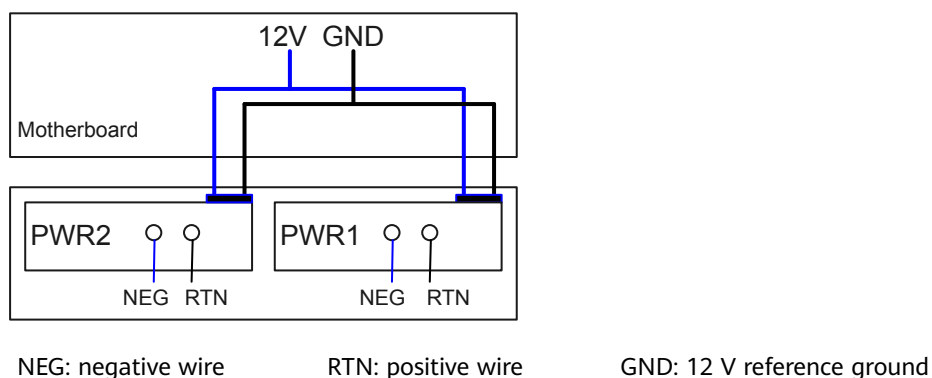 12V GND
Motherboard
PWR2
PWR1
NEG RTN
NEG RTN
NEG: negative wire RTN: positive wire GND: 12 V reference ground